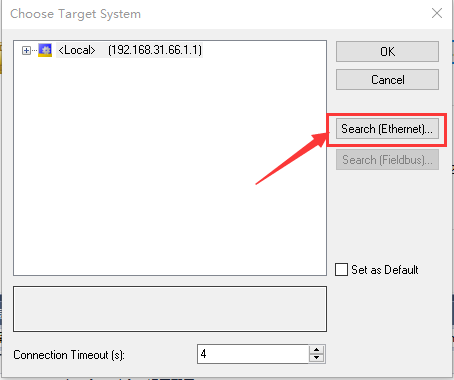 Choose Target System
<Local> (192.168.31.66.1.1)
OK
Cancel
Search (Ethernet)...
Search (Fieldbus)...
Set as Default
Connection Timeout (s):
4